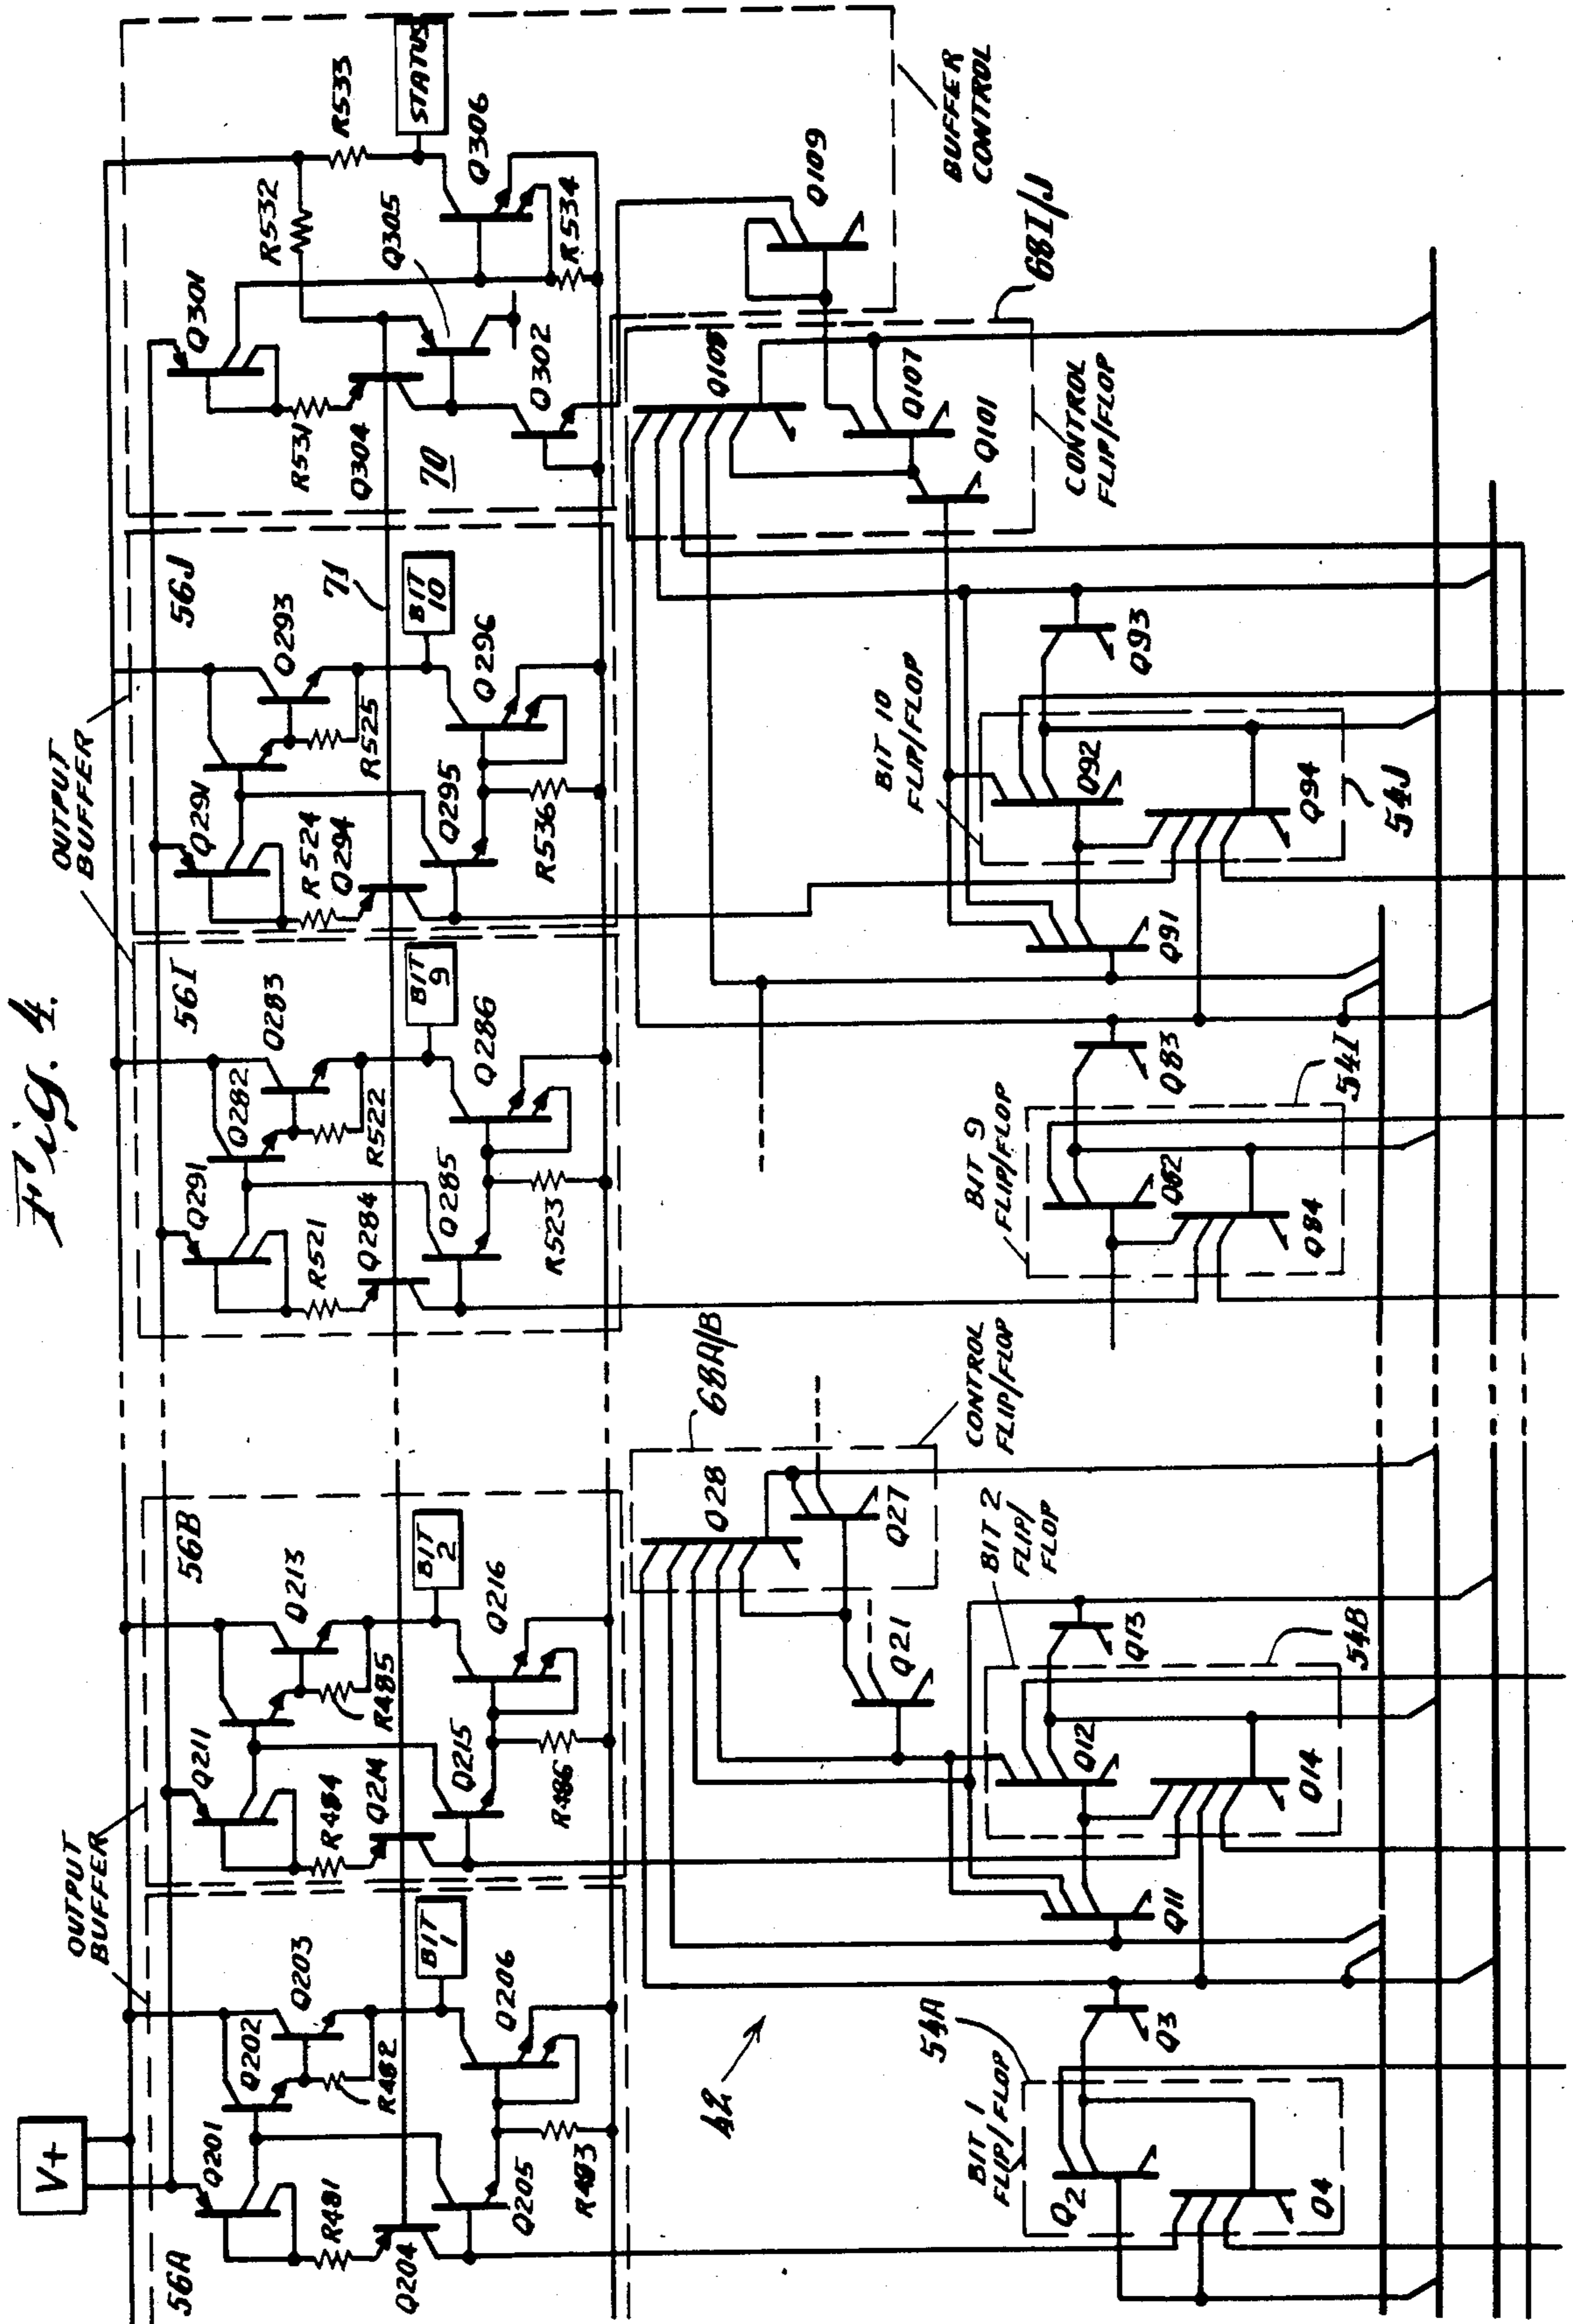 Fig. 4.
OUTPUT
BUFFER
OUTPUT
BUFFER
V+
56A
Q201
Q202
Q203
R481
R482
Q204
Q205
Q206
R483
BIT
1
56B
Q211
Q213
R484
R485
Q214
Q215
Q216
R486
BIT
2
56I
Q291
Q282
Q283
R521
R522
Q284
Q285
Q286
R523
BIT
9
56J
71
Q291
Q293
R524
R525
Q294
Q295
Q296
R536
BIT
10
Q301
R532
R533
R531
Q304
Q305
Q306
STATUS
70
Q302
R534
Q109
BUFFER
CONTROL
42
54A
BIT 1
FLIP/FLOP
Q2
Q3
Q4
Q11
Q12
Q13
Q14
BIT 2
FLIP/
FLOP
54B
Q21
Q27
Q28
68A/B
CONTROL
FLIP/FLOP
BIT 9
FLIP/FLOP
Q82
Q83
Q84
54I
BIT 10
FLIP/FLOP
Q91
Q92
Q93
Q94
54J
Q108
Q107
Q101
CONTROL
FLIP/FLOP
68I/J